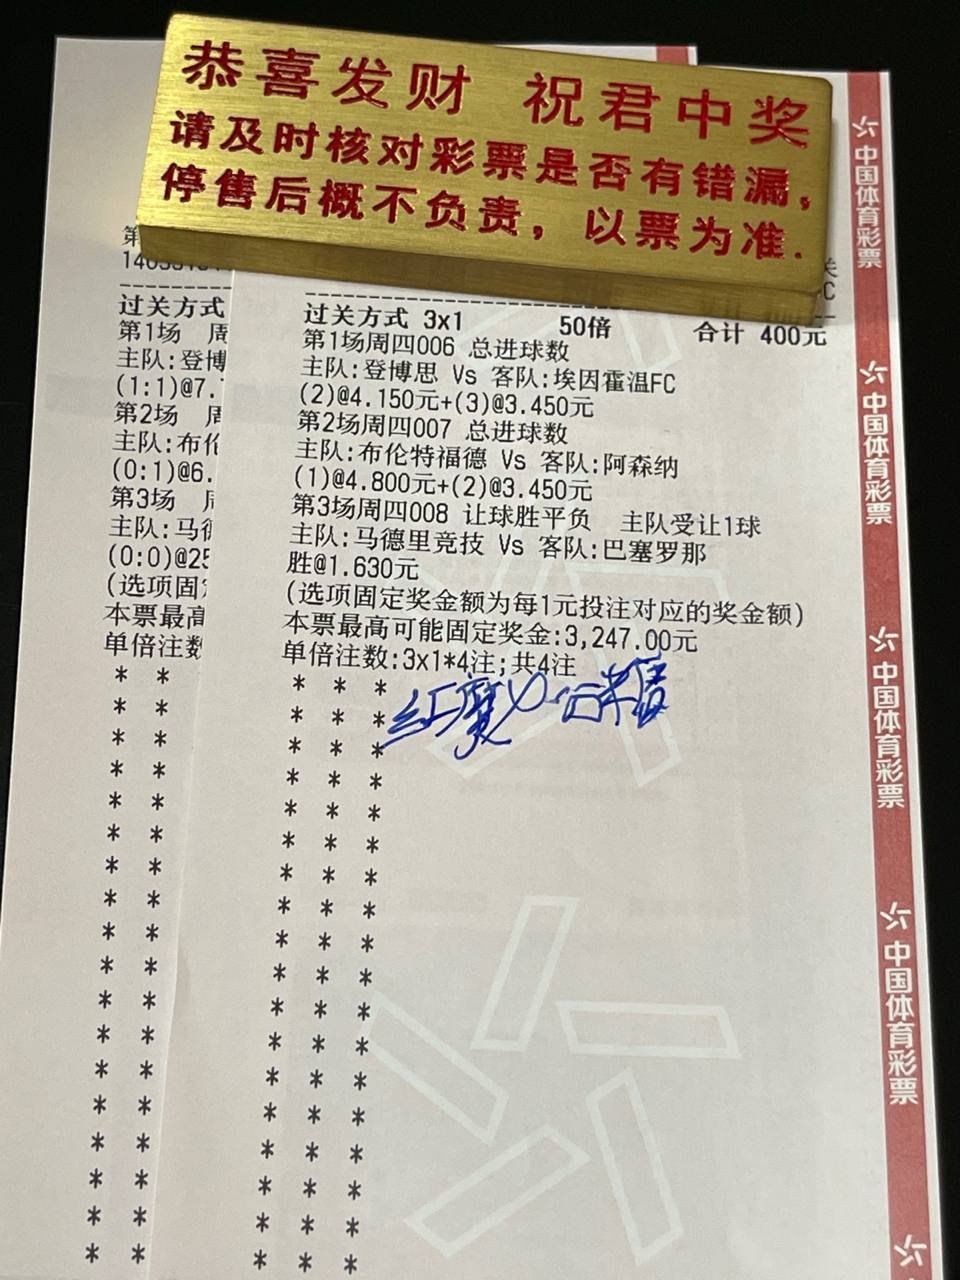 恭喜发财 祝君中奖
请及时核对彩票是否有错漏，
停售后概不负责，以票为准.
第
过关方式
第1场 周
主队:登博
(1:1)@7.
第2场 周
主队:布伦
(0:1)@6.
第3场 周
主队:马德
(0:0)@25
(选项固
本票最高
单倍注数
过关方式 3x1 50倍 合计 400元
第1场周四006 总进球数
主队:登博思 Vs 客队:埃因霍温FC
(2)@4.150元+(3)@3.450元
第2场周四007 总进球数
主队:布伦特福德 Vs 客队:阿森纳
(1)@4.800元+(2)@3.450元
第3场周四008 让球胜平负 主队受让1球
主队:马德里竞技 Vs 客队:巴塞罗那
胜@1.630元
(选项固定奖金额为每1元投注对应的奖金额)
本票最高可能固定奖金:3,247.00元
单倍注数:3x1*4注;共4注
中国体育彩票
中国体育彩票
中国体育彩票
中国体育彩票